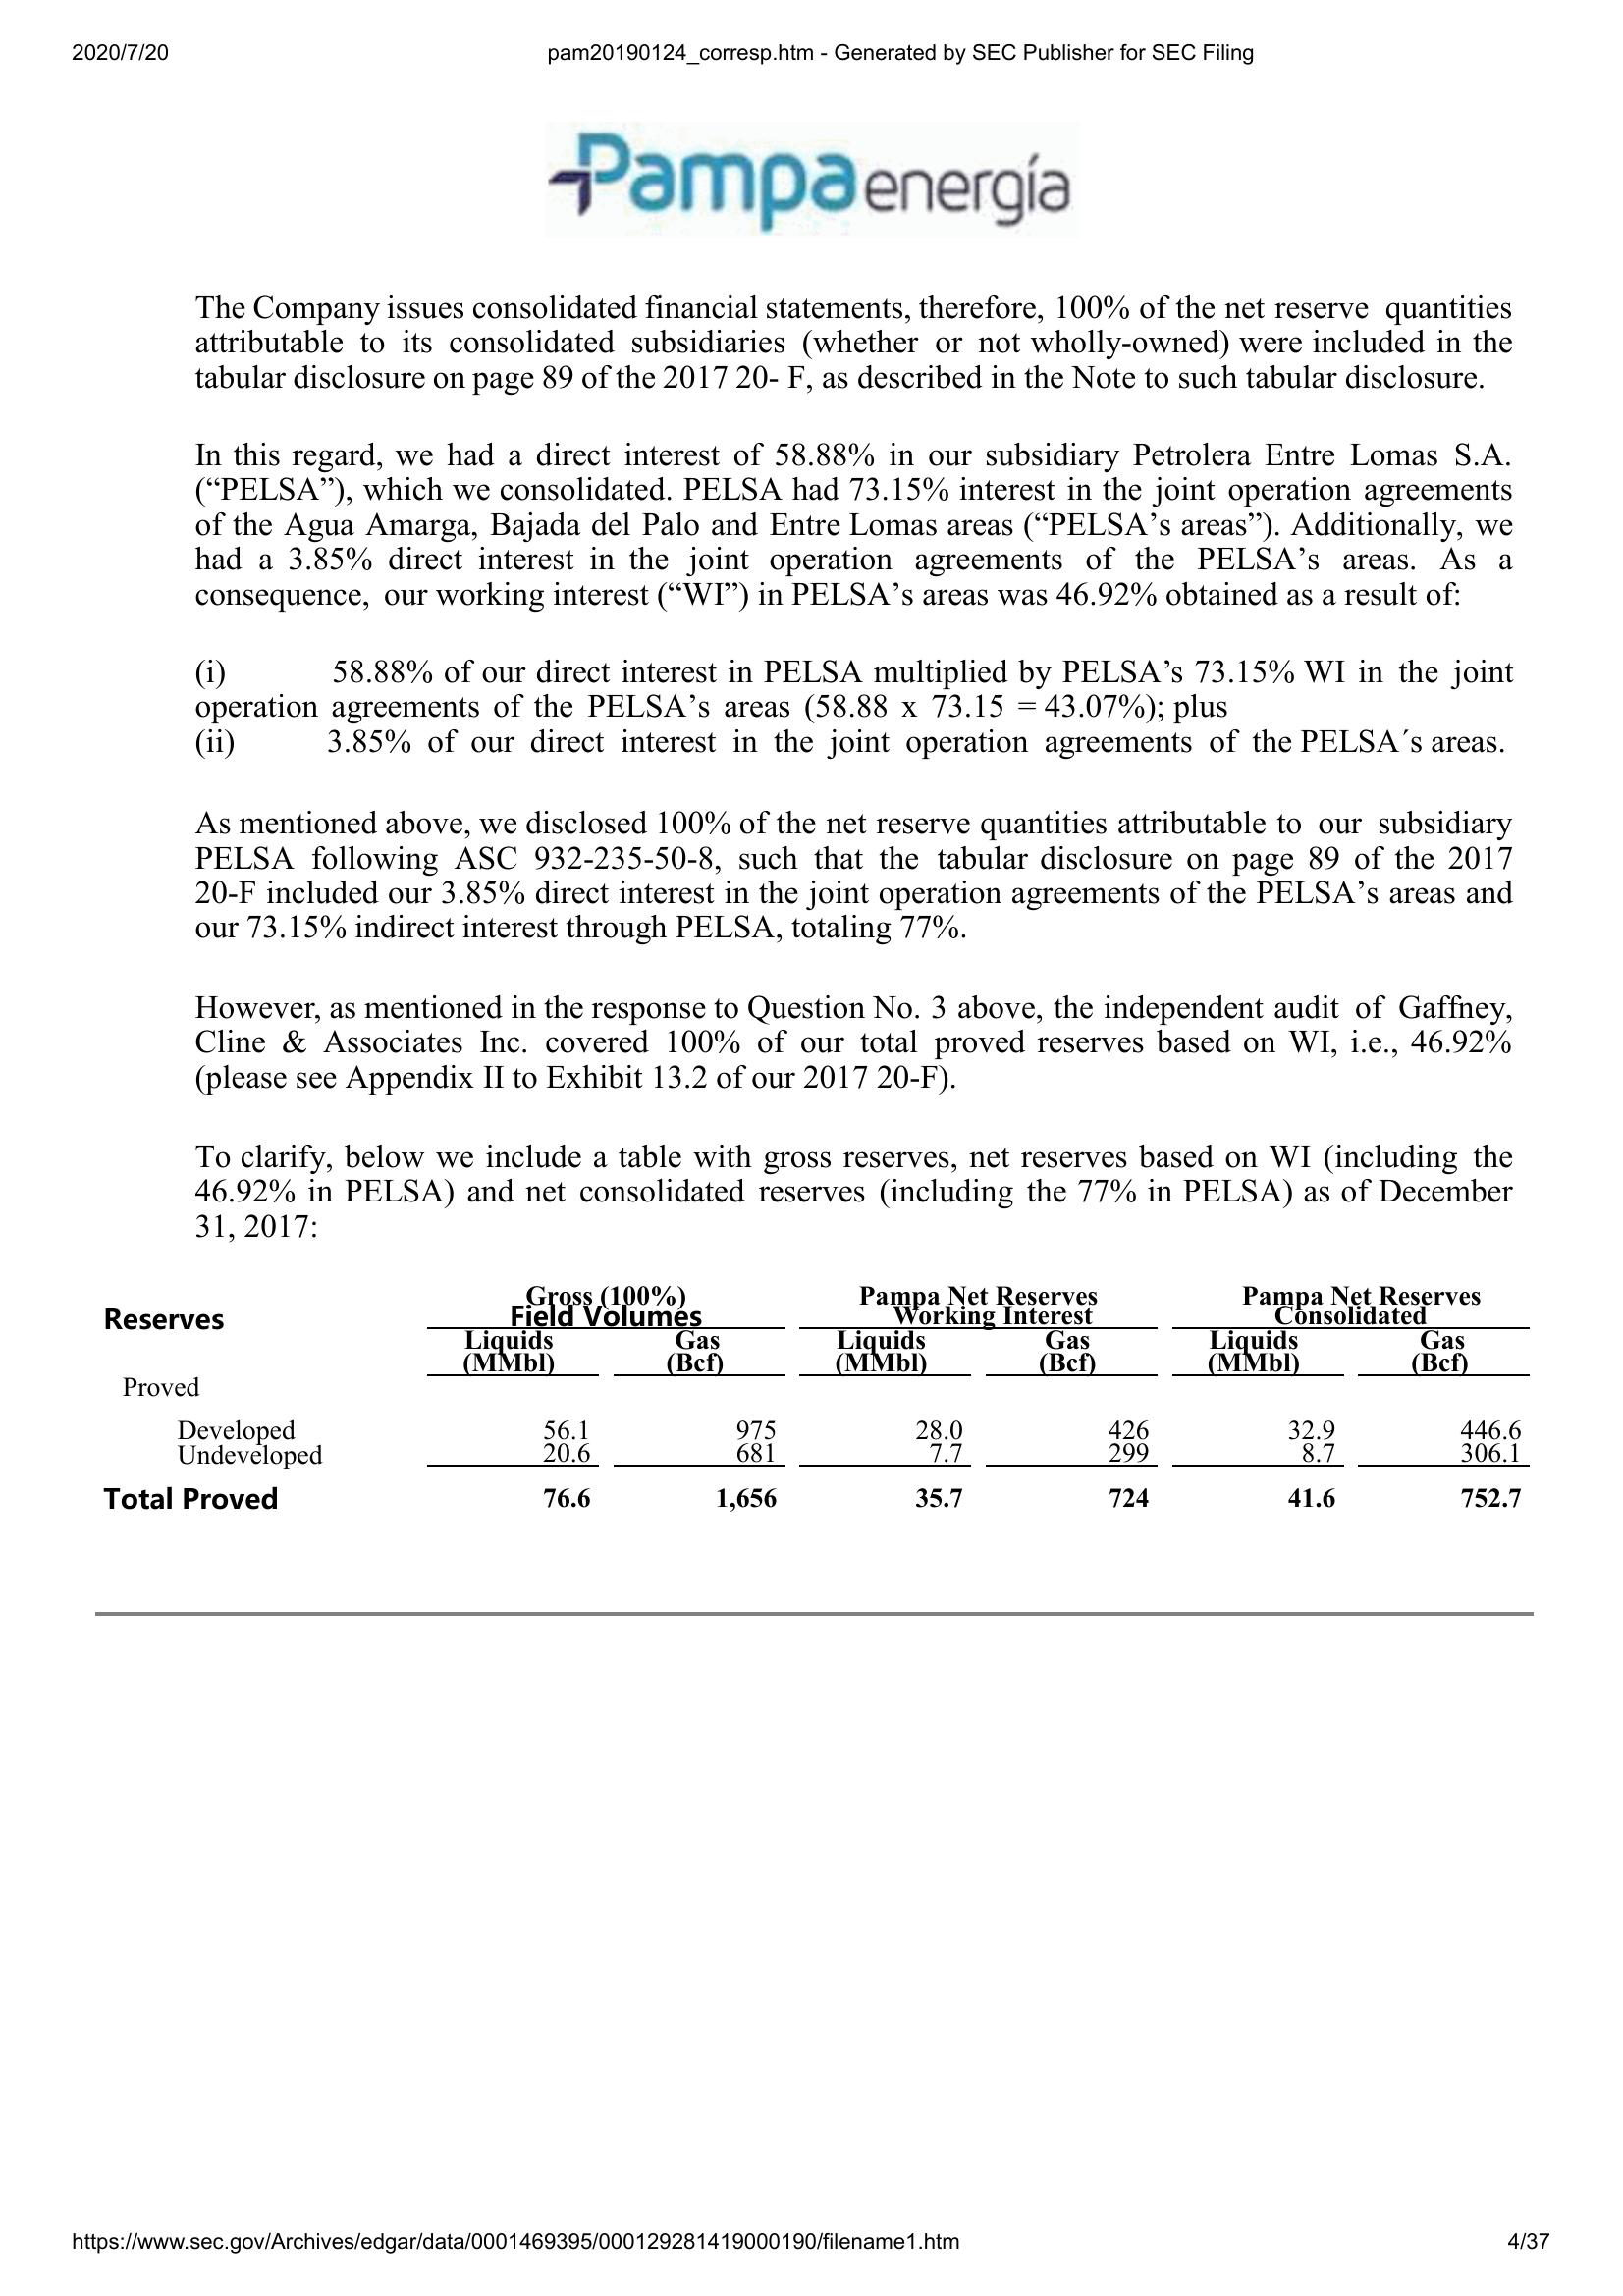 2020/7/20 pam20190124_corresp.htm - Generated by SEC Publisher for SEC Filing
Pampa energía
The Company issues consolidated financial statements, therefore, 100% of the net reserve quantities
attributable to its consolidated subsidiaries (whether or not wholly-owned) were included in the
tabular disclosure on page 89 of the 2017 20- F, as described in the Note to such tabular disclosure.
In this regard, we had a direct interest of 58.88% in our subsidiary Petrolera Entre Lomas S.A.
(“PELSA”), which we consolidated. PELSA had 73.15% interest in the joint operation agreements
of the Agua Amarga, Bajada del Palo and Entre Lomas areas (“PELSA’s areas”). Additionally, we
had a 3.85% direct interest in the joint operation agreements of the PELSA’s areas. As a
consequence, our working interest (“WI”) in PELSA’s areas was 46.92% obtained as a result of:
(i) 58.88% of our direct interest in PELSA multiplied by PELSA’s 73.15% WI in the joint
operation agreements of the PELSA’s areas (58.88 x 73.15 = 43.07%); plus
(ii) 3.85% of our direct interest in the joint operation agreements of the PELSA´s areas.
As mentioned above, we disclosed 100% of the net reserve quantities attributable to our subsidiary
PELSA following ASC 932-235-50-8, such that the tabular disclosure on page 89 of the 2017
20-F included our 3.85% direct interest in the joint operation agreements of the PELSA’s areas and
our 73.15% indirect interest through PELSA, totaling 77%.
However, as mentioned in the response to Question No. 3 above, the independent audit of Gaffney,
Cline & Associates Inc. covered 100% of our total proved reserves based on WI, i.e., 46.92%
(please see Appendix II to Exhibit 13.2 of our 2017 20-F).
To clarify, below we include a table with gross reserves, net reserves based on WI (including the
46.92% in PELSA) and net consolidated reserves (including the 77% in PELSA) as of December
31, 2017:
Gross (100%) Pampa Net Reserves Pampa Net Reserves
Reserves Field Volumes Working Interest Consolidated
Liquids Gas Liquids Gas Liquids Gas
(MMbl) (Bcf) (MMbl) (Bcf) (MMbl) (Bcf)
Proved
Developed 56.1 975 28.0 426 32.9 446.6
Undeveloped 20.6 681 7.7 299 8.7 306.1
Total Proved 76.6 1,656 35.7 724 41.6 752.7
https://www.sec.gov/Archives/edgar/data/0001469395/000129281419000190/filename1.htm 4/37